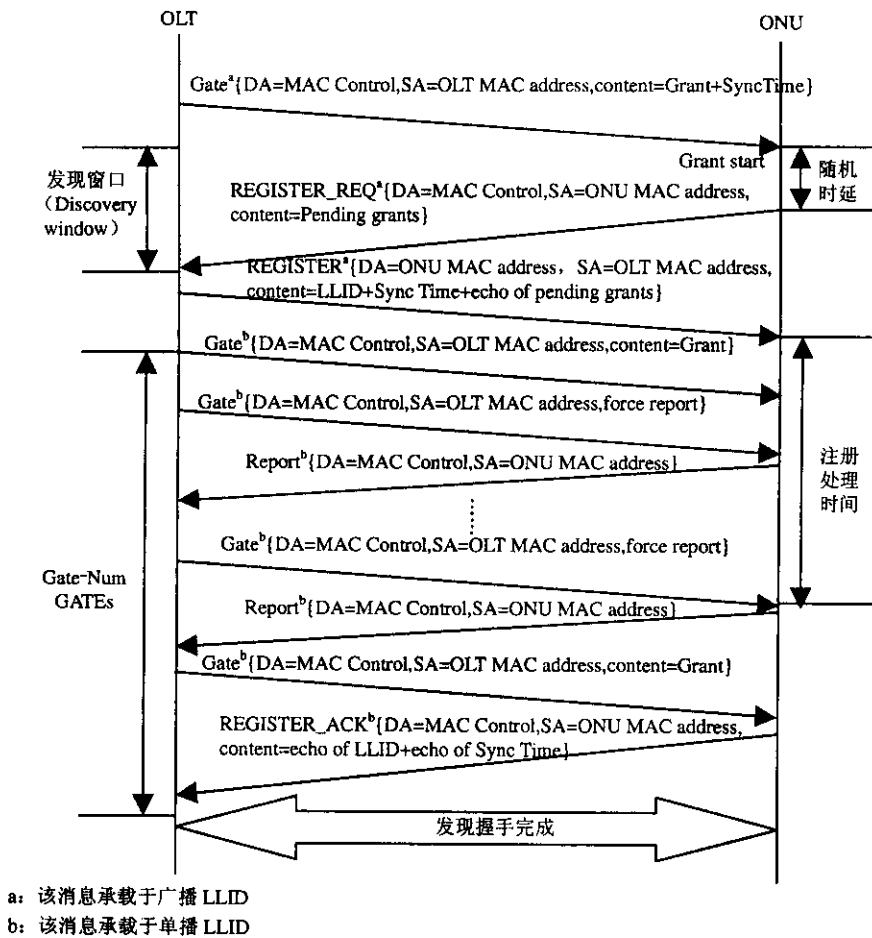 OLT
ONU
Gateᵃ{DA=MAC Control,SA=OLT MAC address,content=Grant+SyncTime}
Grant start
随机
时延
发现窗口
（Discovery
window）
REGISTER_REQᵃ{DA=MAC Control,SA=ONU MAC address,
content=Pending grants}
REGISTERᵃ{DA=ONU MAC address，SA=OLT MAC address,
content=LLID+Sync Time+echo of pending grants}
Gateᵇ{DA=MAC Control,SA=OLT MAC address,content=Grant}
Gateᵇ{DA=MAC Control,SA=OLT MAC address,force report}
Reportᵇ{DA=MAC Control,SA=ONU MAC address}
注册
处理
时间
Gateᵇ{DA=MAC Control,SA=OLT MAC address,force report}
Gate-Num
GATEs
Reportᵇ{DA=MAC Control,SA=ONU MAC address}
Gateᵇ{DA=MAC Control,SA=OLT MAC address,content=Grant}
REGISTER_ACKᵇ{DA=MAC Control,SA=ONU MAC address,
content=echo of LLID+echo of Sync Time}
发现握手完成
a：该消息承载于广播 LLID
b：该消息承载于单播 LLID